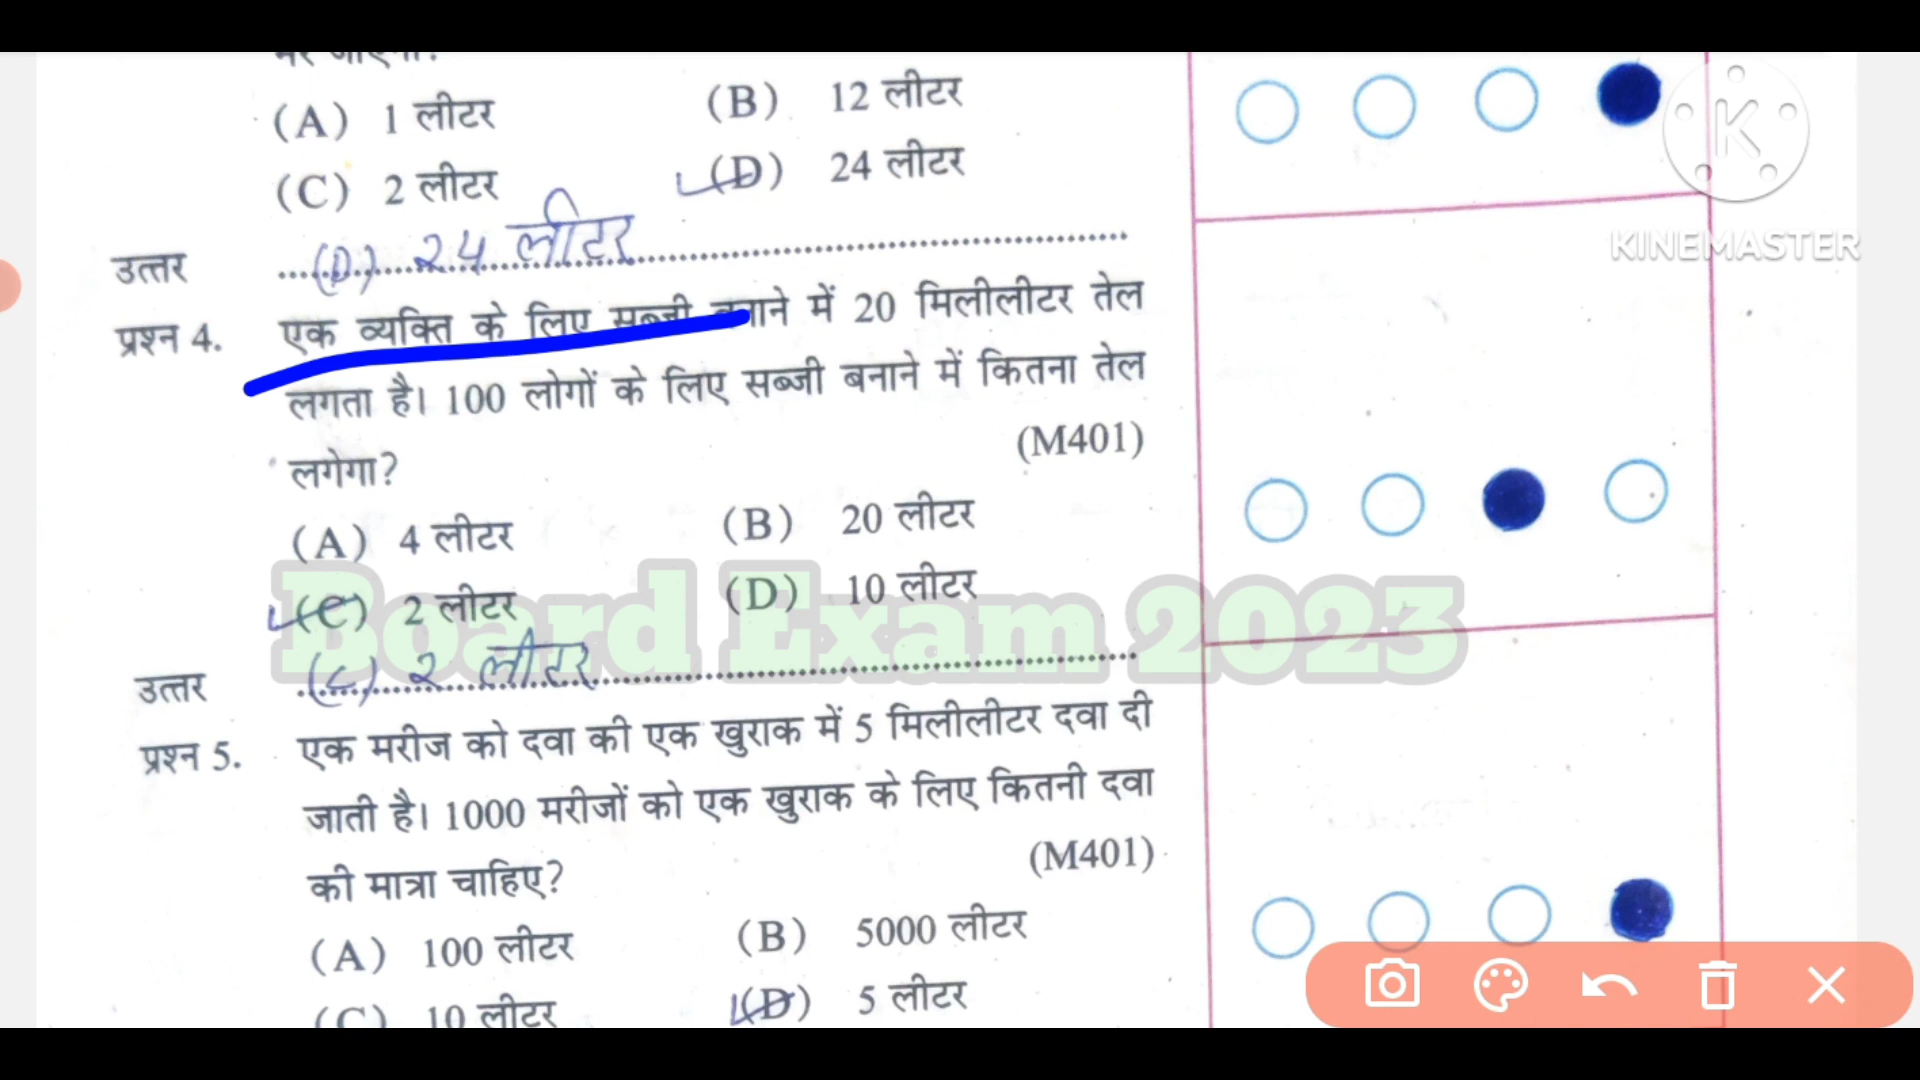 (A) 1 लीटर (B) 12 लीटर
(C) 2 लीटर (D) 24 लीटर
उत्तर (D) 24 लीटर
प्रश्न 4. एक व्यक्ति के लिए सब्जी बनाने में 20 मिलीलीटर तेल
लगता है। 100 लोगों के लिए सब्जी बनाने में कितना तेल
लगेगा? (M401)
(A) 4 लीटर (B) 20 लीटर
(C) 2 लीटर (D) 10 लीटर
उत्तर (C) 2 लीटर
प्रश्न 5. एक मरीज को दवा की एक खुराक में 5 मिलीलीटर दवा दी
जाती है। 1000 मरीजों को एक खुराक के लिए कितनी दवा
की मात्रा चाहिए? (M401)
(A) 100 लीटर (B) 5000 लीटर
(C) 10 लीटर (D) 5 लीटर
K
KINEMASTER
Board Exam 2023